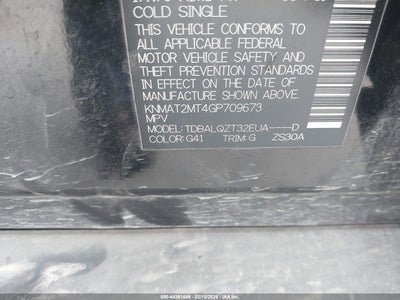 COLD SINGLE
THIS VEHICLE CONFORMS TO ALL
APPLICABLE FEDERAL
MOTOR VEHICLE SAFETY AND
THEFT PREVENTION STANDARDS
IN EFFECT ON THE DATE OF
MANUFACTURE SHOWN ABOVE.
KNMAT2MT4GP709673
MPV
MODEL:TDBALQZT32EUA----D
COLOR:G41 TRIM:G ZS30A